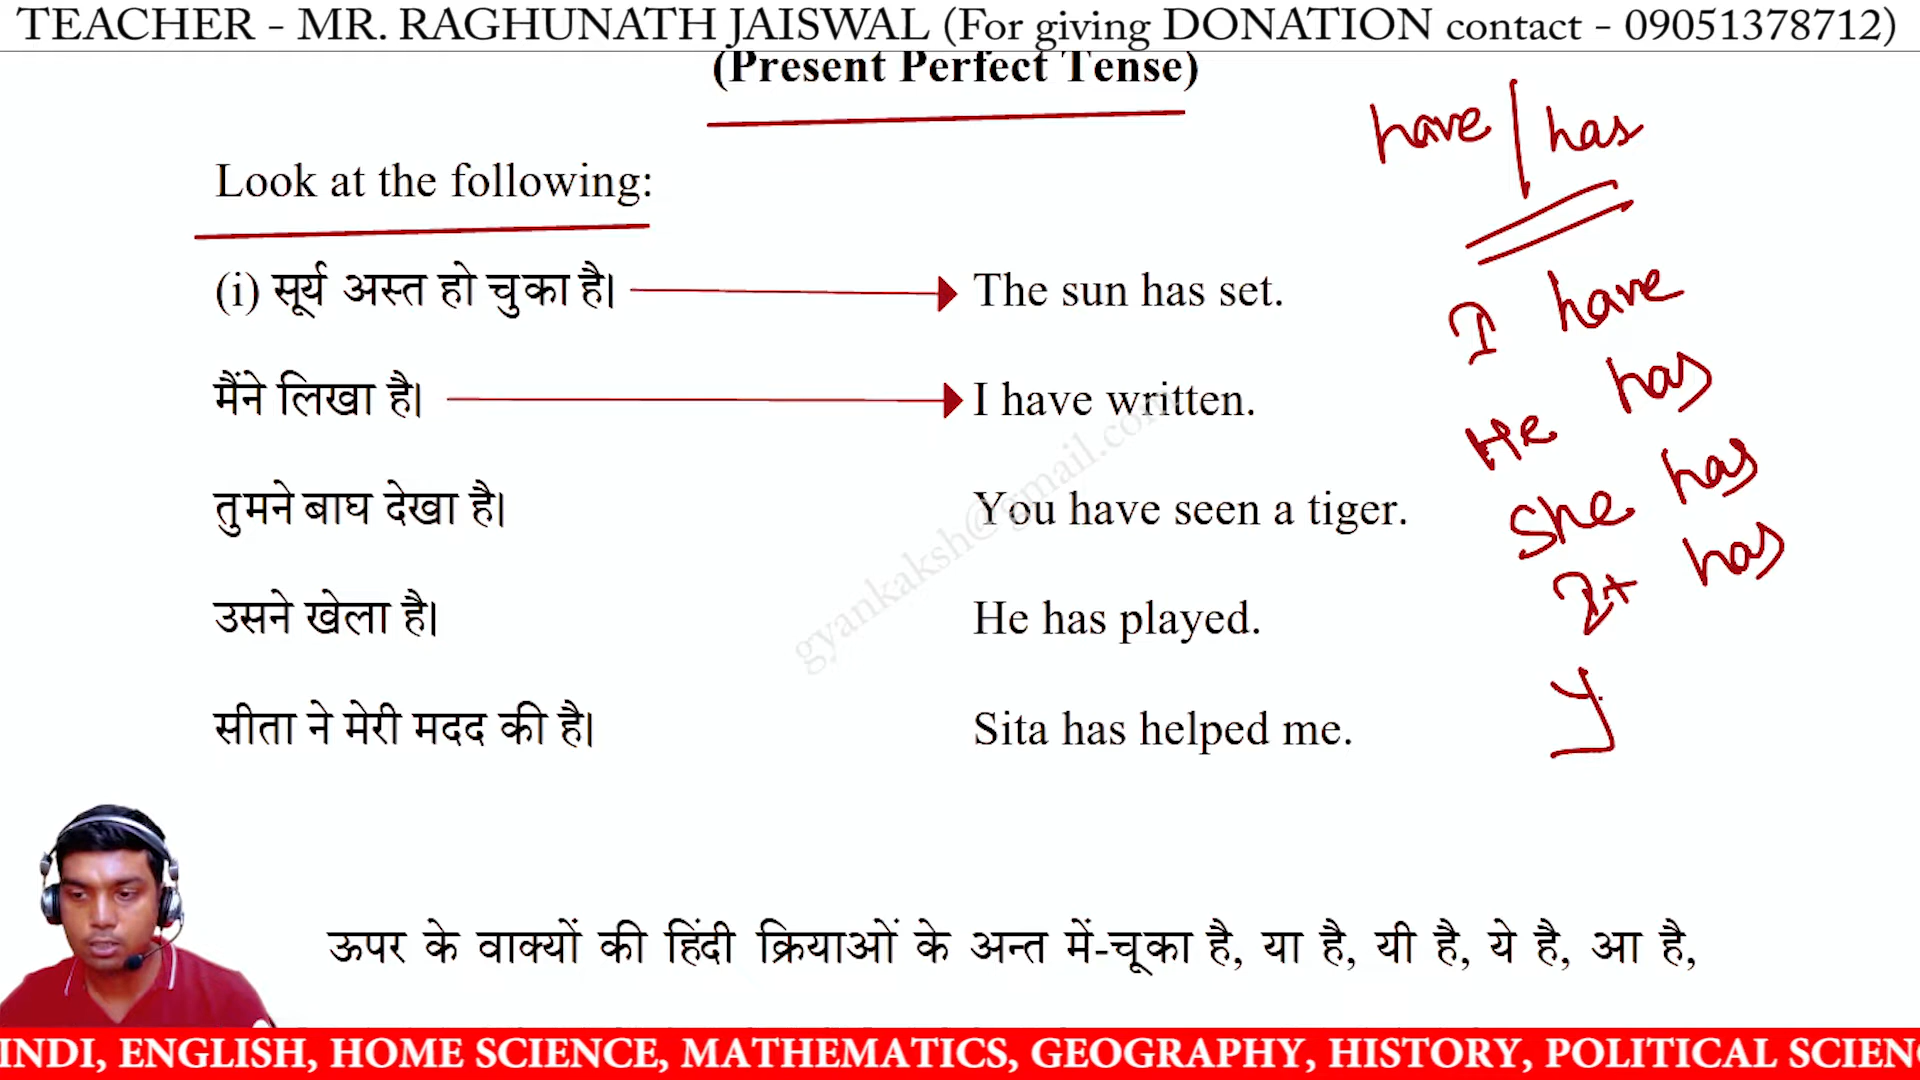 TEACHER - MR. RAGHUNATH JAISWAL (For giving DONATION contact - 09051378712)
(Present Perfect Tense)
have | has
Look at the following:
(i) सूर्य अस्त हो चुका है। The sun has set.
I have
मैंने लिखा है। I have written.
He has
तुमने बाघ देखा है। You have seen a tiger.
She has
It has
उसने खेला है। He has played.
सीता ने मेरी मदद की है। Sita has helped me.
Y
gyankaksh@gmail.com
ऊपर के वाक्यों की हिंदी क्रियाओं के अन्त में-चूका है, या है, यी है, ये है, आ है,
INDI, ENGLISH, HOME SCIENCE, MATHEMATICS, GEOGRAPHY, HISTORY, POLITICAL SCIEN